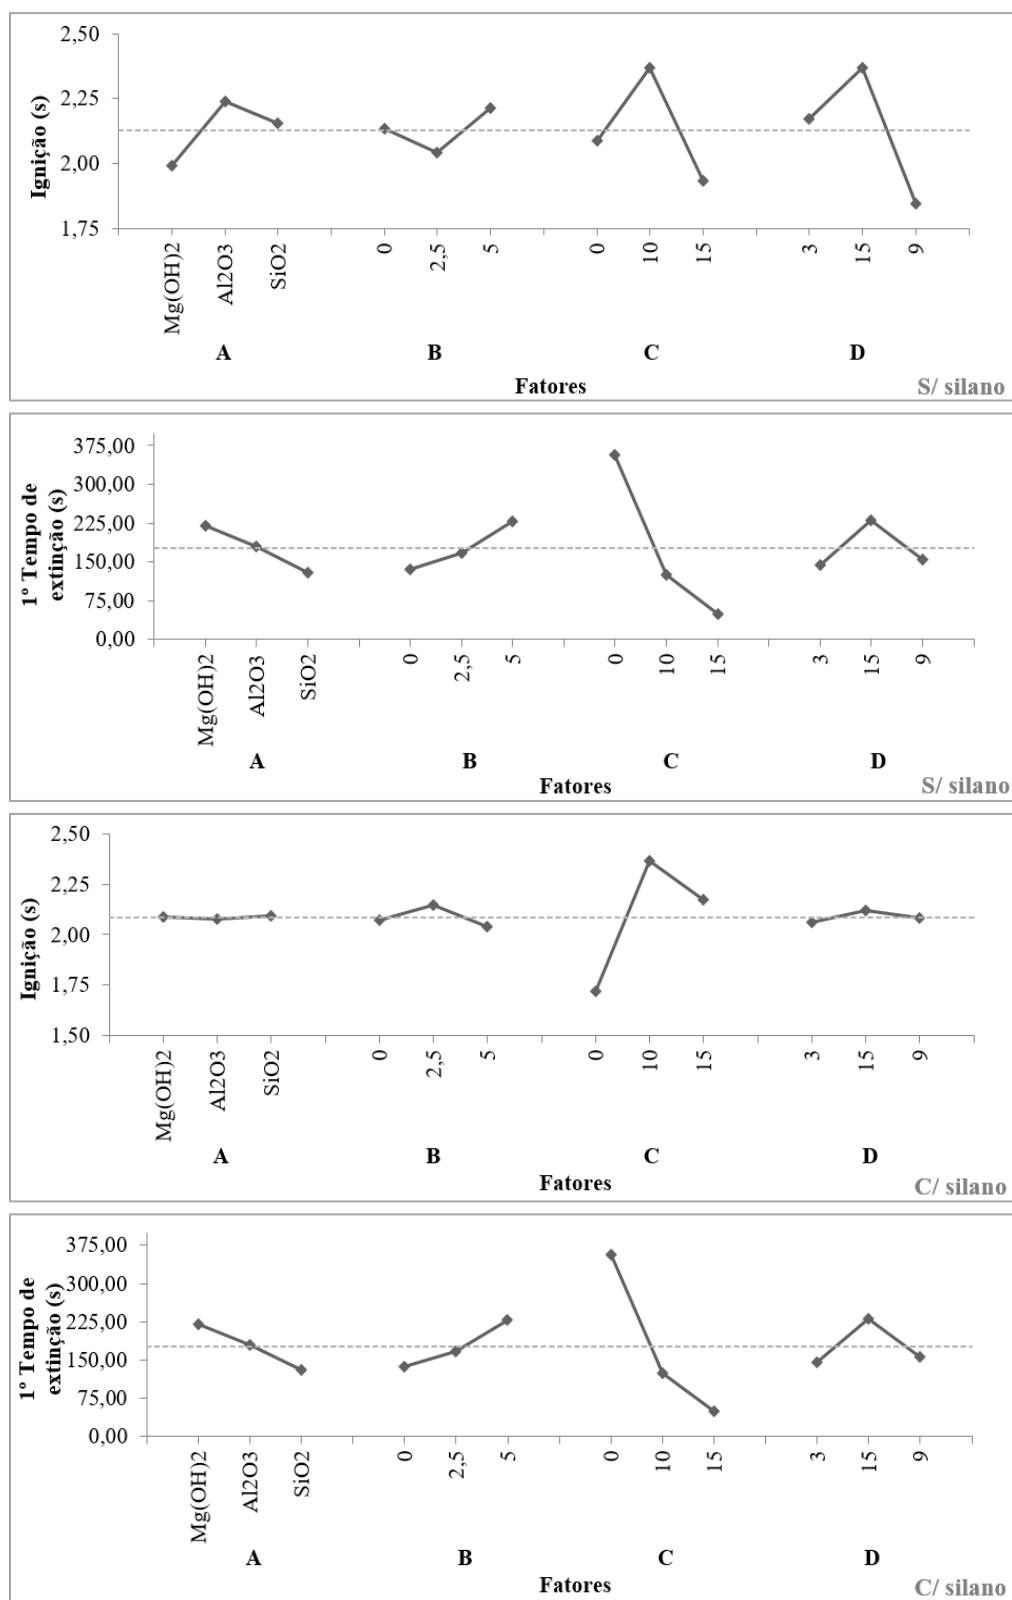 2,50
2,25
2,00
1,75
Ignição (s)
Mg(OH)2 Al2O3 SiO2 0 2,5 5 0 10 15 3 15 9
A B C D
Fatores
S/ silano
375,00
300,00
225,00
150,00
75,00
0,00
1º Tempo de
extinção (s)
Mg(OH)2 Al2O3 SiO2 0 2,5 5 0 10 15 3 15 9
A B C D
Fatores
S/ silano
2,50
2,25
2,00
1,75
1,50
Ignição (s)
Mg(OH)2 Al2O3 SiO2 0 2,5 5 0 10 15 3 15 9
A B C D
Fatores
C/ silano
375,00
300,00
225,00
150,00
75,00
0,00
1º Tempo de
extinção (s)
Mg(OH)2 Al2O3 SiO2 0 2,5 5 0 10 15 3 15 9
A B C D
Fatores
C/ silano